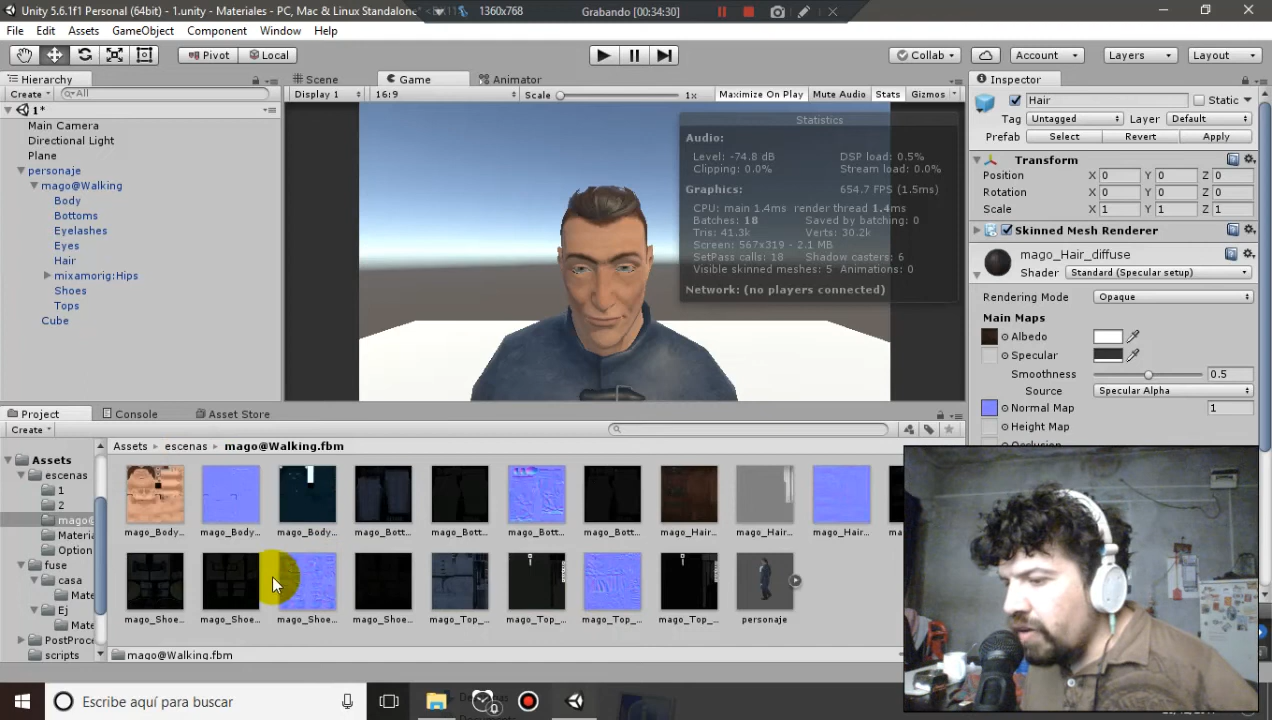 Unity 5.6.1f1 Personal (64bit) - 1.unity - Materiales - PC, Mac & Linux Standalone
1360x768
Grabando [00:34:30]
File Edit Assets GameObject Component Window Help
Pivot Local
Collab Account Layers Layout
Hierarchy
Create All
1*
Main Camera
Directional Light
Plane
personaje
mago@Walking
Body
Bottoms
Eyelashes
Eyes
Hair
mixamorig:Hips
Shoes
Tops
Cube
Scene Game Animator
Display 1 16:9 Scale 1x Maximize On Play Mute Audio Stats Gizmos
Statistics
Audio:
Level: -74.8 dB DSP load: 0.5%
Clipping: 0.0% Stream load: 0.0%
Graphics: 654.7 FPS (1.5ms)
CPU: main 1.4ms render thread 1.4ms
Batches: 18 Saved by batching: 0
Tris: 41.3k Verts: 30.2k
Screen: 567x319 - 2.1 MB
SetPass calls: 18 Shadow casters: 6
Visible skinned meshes: 5 Animations: 0
Network: (no players connected)
Inspector
Hair Static
Tag Untagged Layer Default
Prefab Select Revert Apply
Transform
Position X 0 Y 0 Z 0
Rotation X 0 Y 0 Z 0
Scale X 1 Y 1 Z 1
Skinned Mesh Renderer
mago_Hair_diffuse
Shader Standard (Specular setup)
Rendering Mode Opaque
Main Maps
Albedo
Specular
Smoothness 0.5
Source Specular Alpha
Normal Map 1
Height Map
Project Console Asset Store
Create
Assets
escenas
1
2
mago@
Materia
Option
fuse
casa
Mate
Ej
Mate
PostProce
scripts
Assets escenas mago@Walking.fbm
mago_Body... mago_Body... mago_Body... mago_Bott... mago_Bott... mago_Bott... mago_Bott... mago_Hair... mago_Hair... mago_Hair...
mago_Shoe... mago_Shoe... mago_Shoe... mago_Shoe... mago_Top_... mago_Top_... mago_Top_... mago_Top_... personaje
mago@Walking.fbm
Escribe aquí para buscar